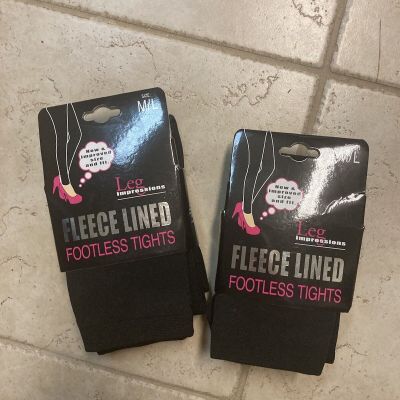 SIZE
M/L
New &
improved
size
and fit.
Leg
Impressions
FLEECE LINED
FOOTLESS TIGHTS
M/L
New &
improved
size
and fit.
Leg
Impressions
FLEECE LINED
FOOTLESS TIGHTS